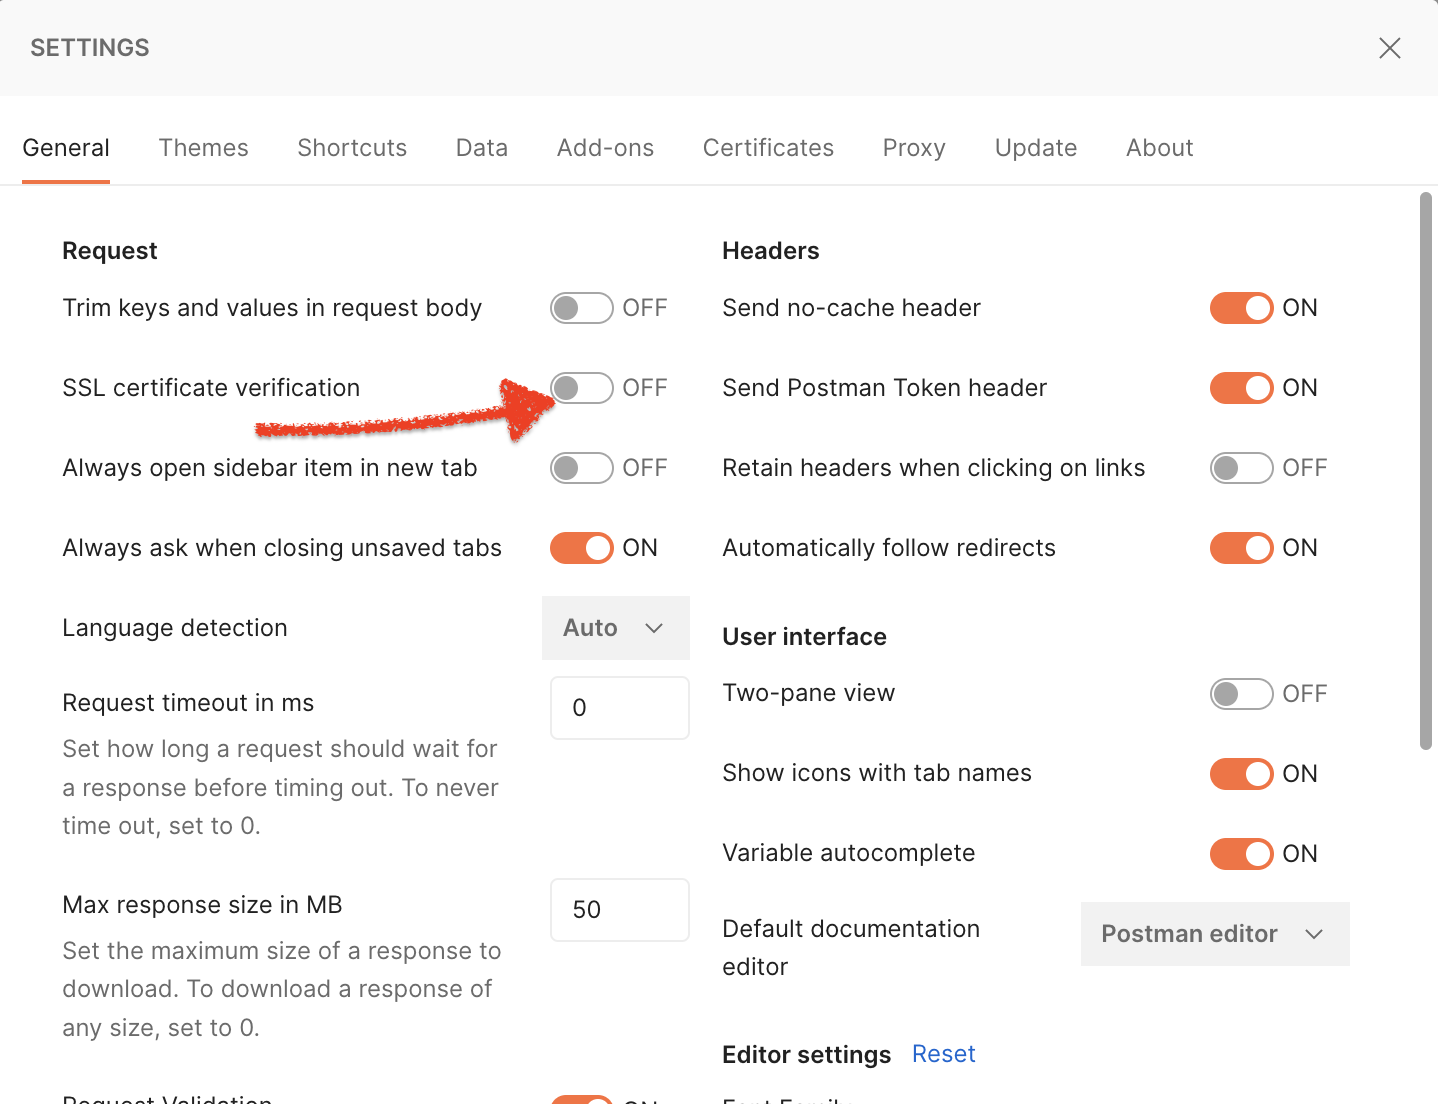 SETTINGS
General Themes Shortcuts Data Add-ons Certificates Proxy Update About
Request
Trim keys and values in request body OFF
SSL certificate verification OFF
Always open sidebar item in new tab OFF
Always ask when closing unsaved tabs ON
Language detection Auto
Request timeout in ms 0
Set how long a request should wait for
a response before timing out. To never
time out, set to 0.
Max response size in MB 50
Set the maximum size of a response to
download. To download a response of
any size, set to 0.
Request Validation ON
Headers
Send no-cache header ON
Send Postman Token header ON
Retain headers when clicking on links OFF
Automatically follow redirects ON
User interface
Two-pane view OFF
Show icons with tab names ON
Variable autocomplete ON
Default documentation Postman editor
editor
Editor settings Reset
Font Family